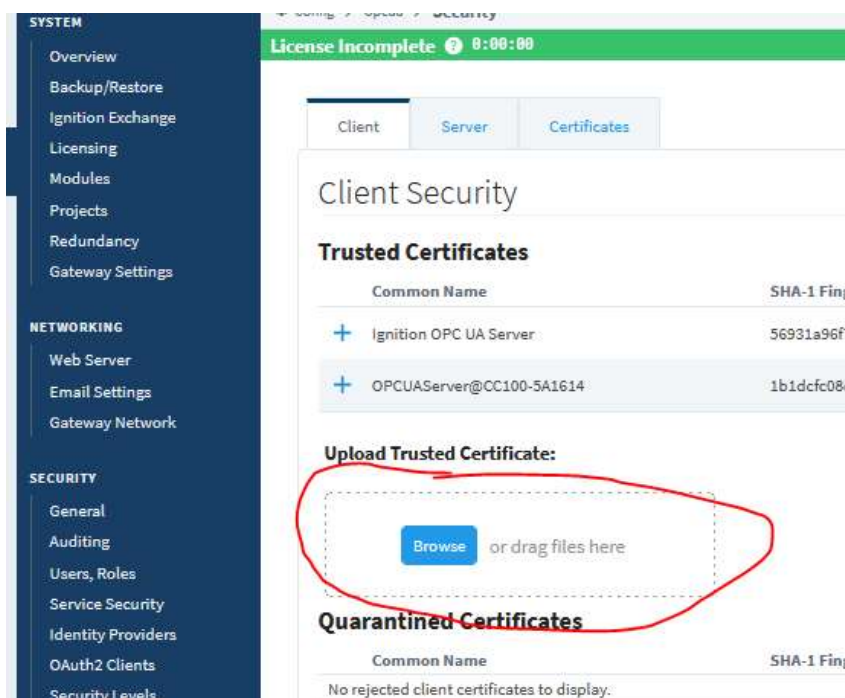 SYSTEM
Overview
Backup/Restore
Ignition Exchange
Licensing
Modules
Projects
Redundancy
Gateway Settings
NETWORKING
Web Server
Email Settings
Gateway Network
SECURITY
General
Auditing
Users, Roles
Service Security
Identity Providers
OAuth2 Clients
Security Levels
Config > Opcua > Security
License Incomplete ? 0:00:00
Client Server Certificates
Client Security
Trusted Certificates
Common Name SHA-1 Fing
+ Ignition OPC UA Server 56931a96f
+ OPCUAServer@CC100-5A1614 1b1dcfc08
Upload Trusted Certificate:
Browse or drag files here
Quarantined Certificates
Common Name SHA-1 Fing
No rejected client certificates to display.